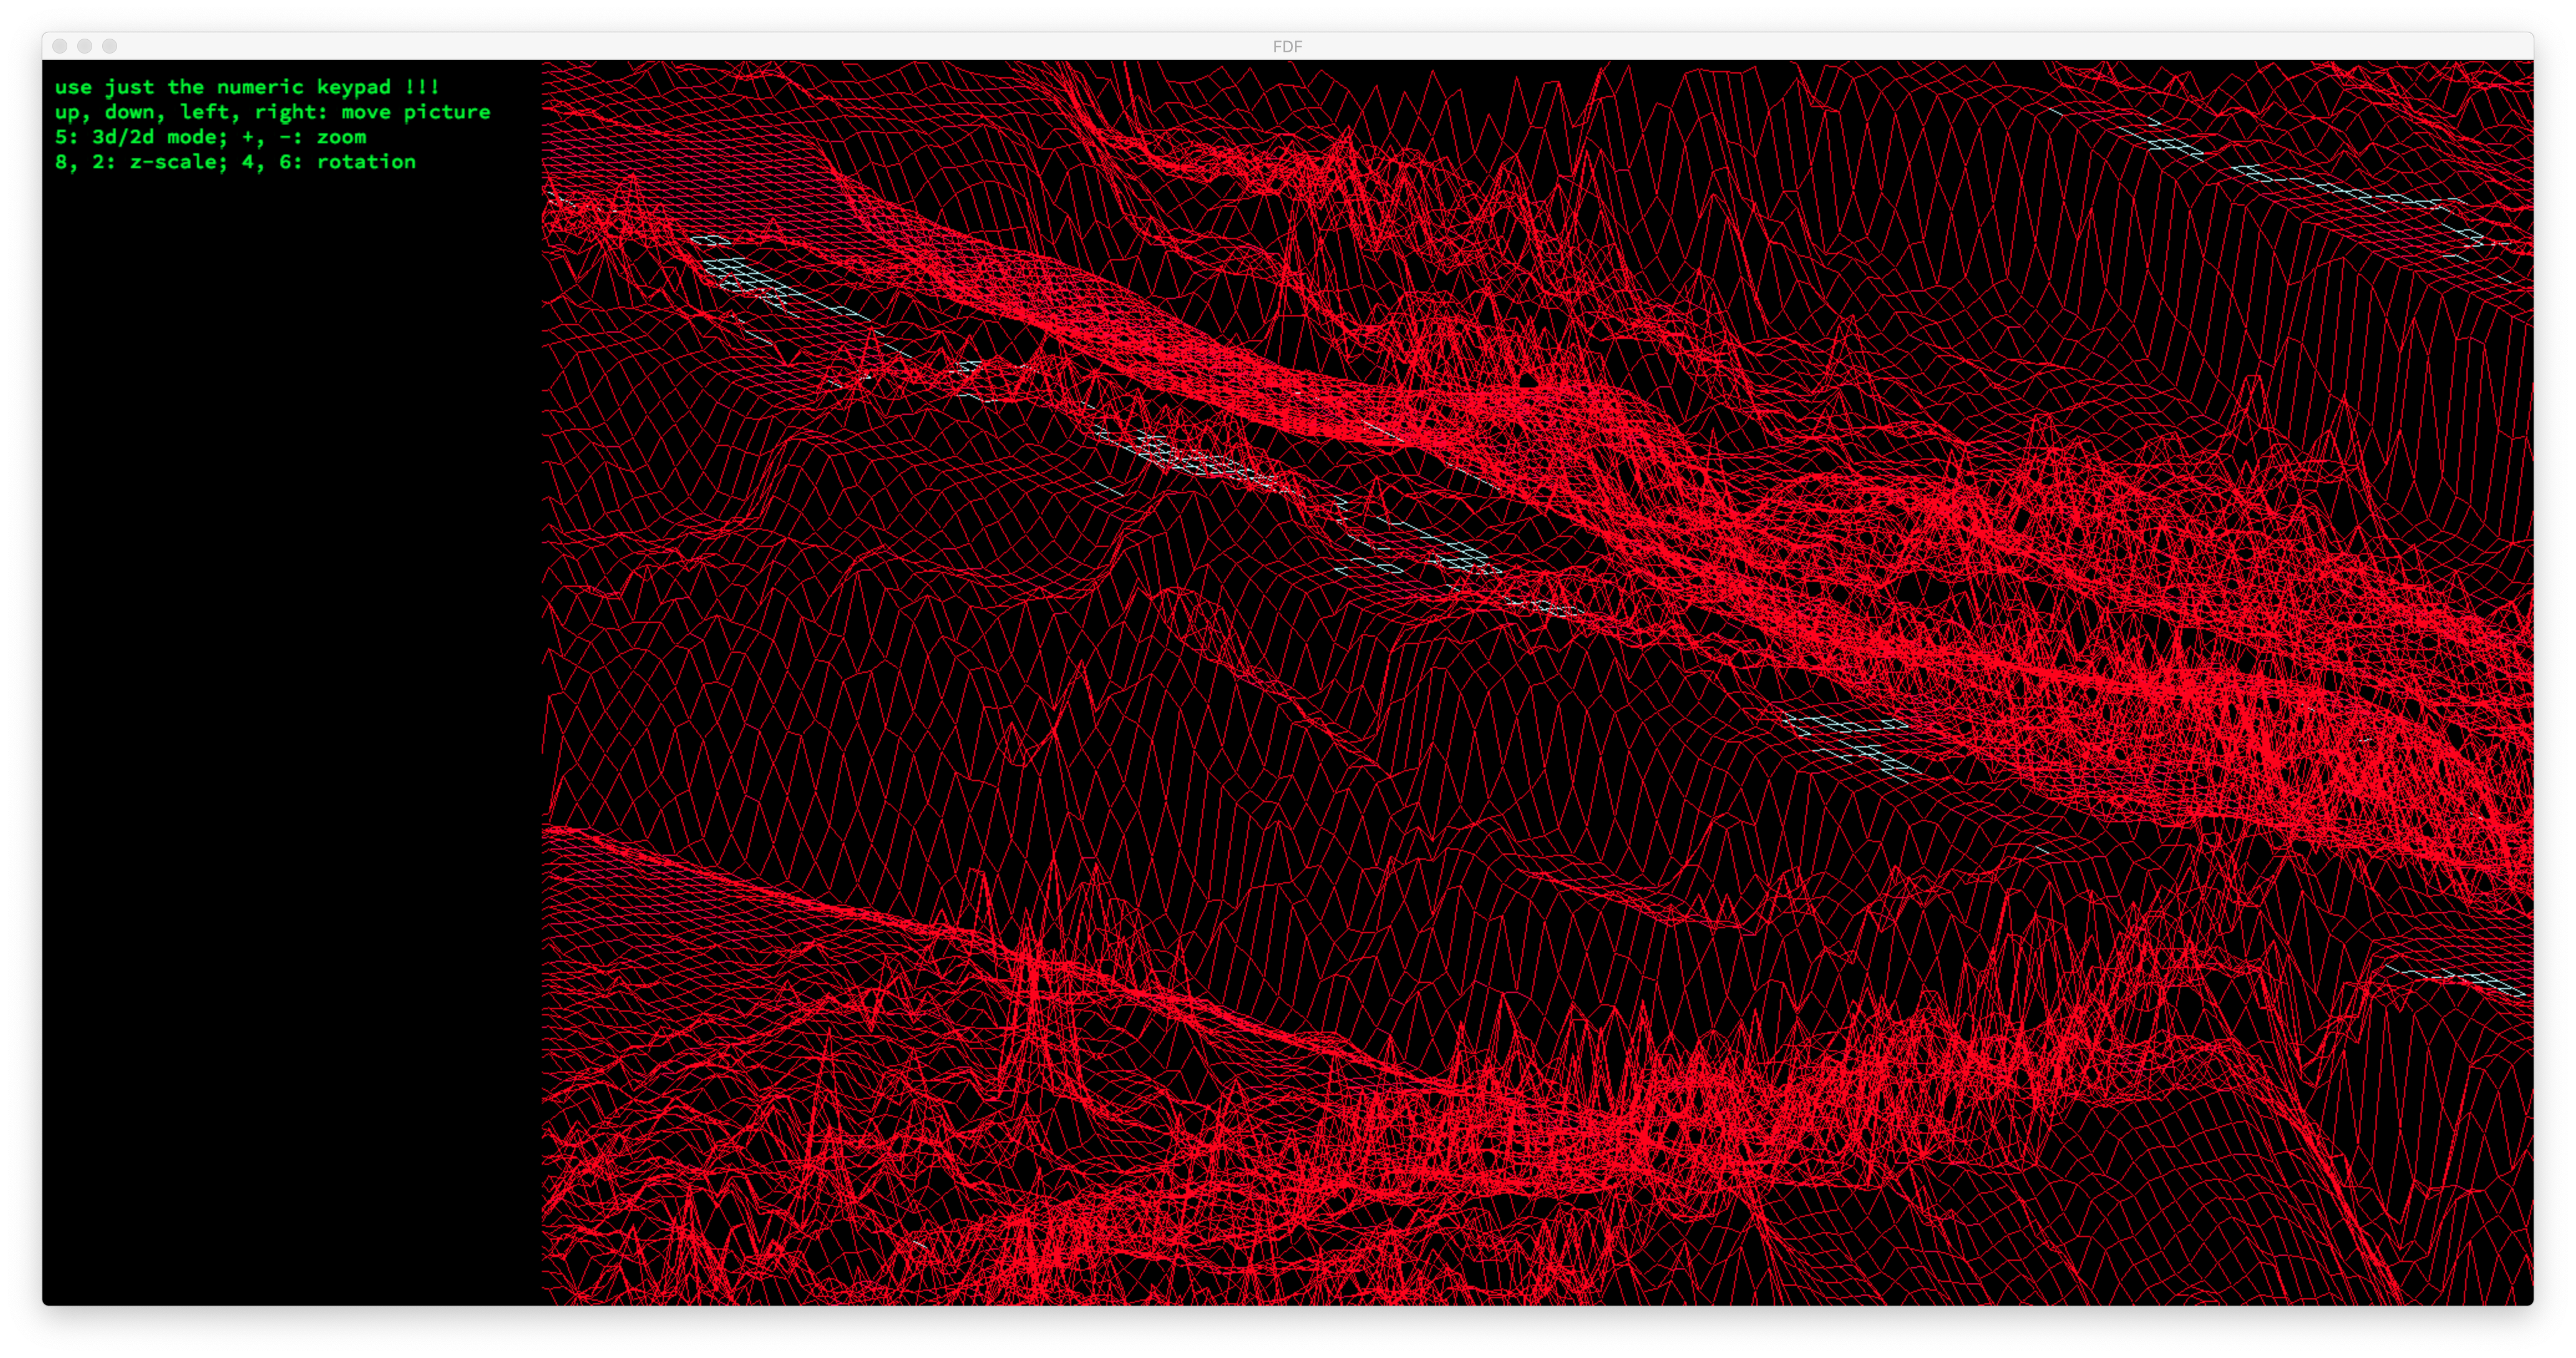 FDF
use just the numeric keypad !!!
up, down, left, right: move picture
5: 3d/2d mode; +, -: zoom
8, 2: z-scale; 4, 6: rotation